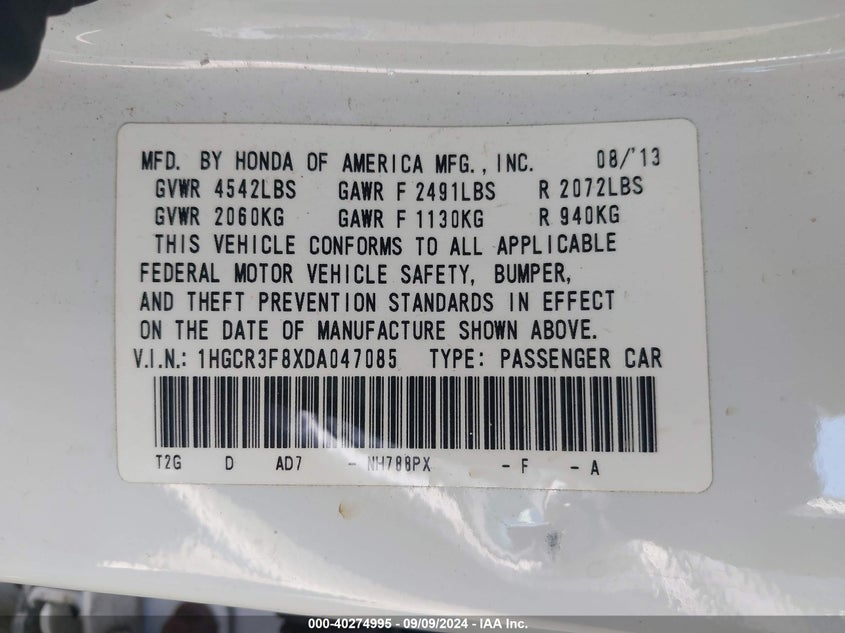 MFD. BY HONDA OF AMERICA MFG., INC. 08/'13
GVWR 4542LBS GAWR F 2491LBS R 2072LBS
GVWR 2060KG GAWR F 1130KG R 940KG
THIS VEHICLE CONFORMS TO ALL APPLICABLE
FEDERAL MOTOR VEHICLE SAFETY, BUMPER,
AND THEFT PREVENTION STANDARDS IN EFFECT
ON THE DATE OF MANUFACTURE SHOWN ABOVE.
V.I.N.: 1HGCR3F8XDA047085 TYPE: PASSENGER CAR
T2G D AD7 - NH788PX - F - A
000-40274995 - 09/09/2024 - IAA Inc.